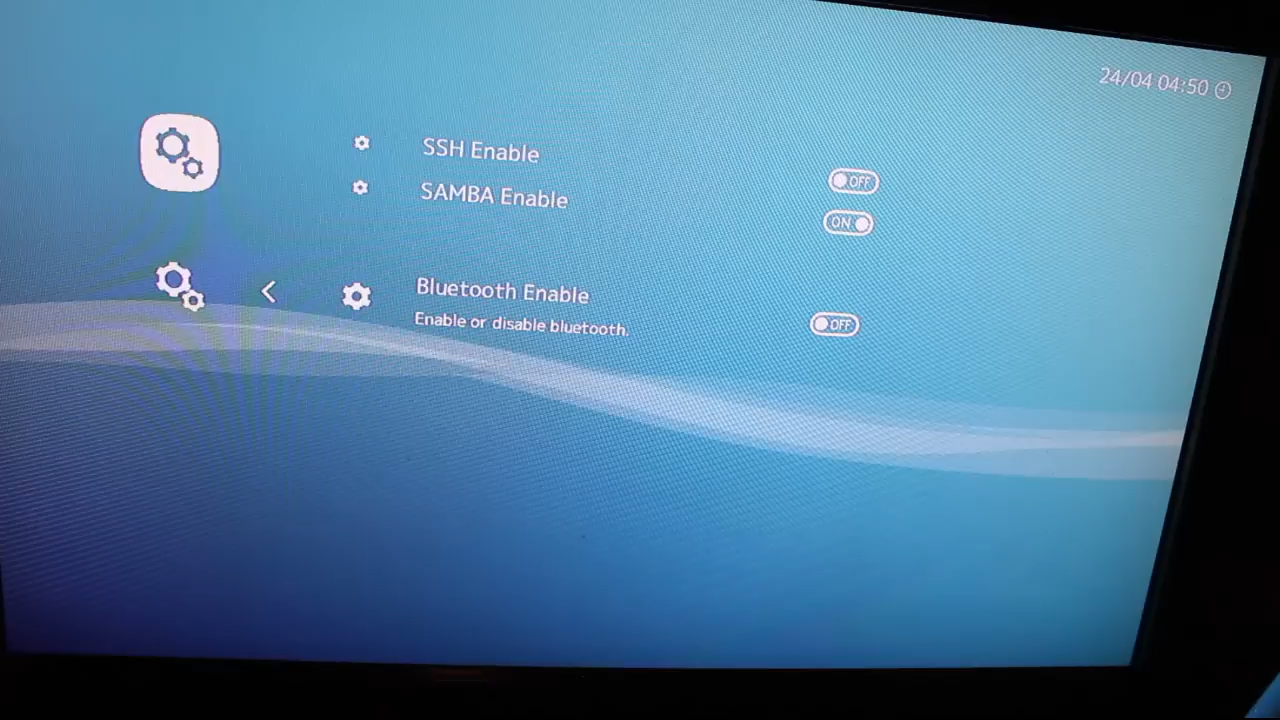 24/04 04:50
SSH Enable
OFF
SAMBA Enable
ON
Bluetooth Enable
Enable or disable bluetooth.
OFF